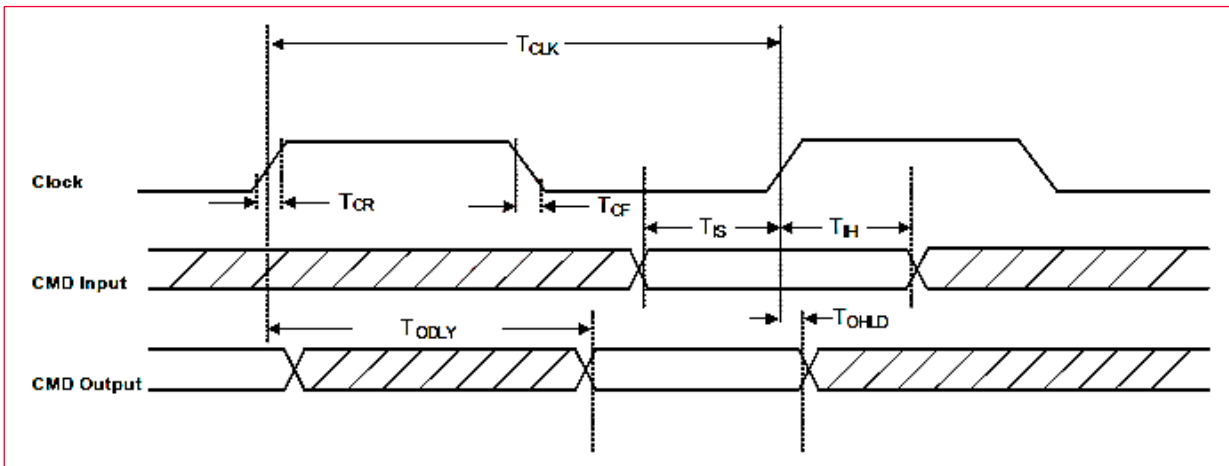 TCLK
Clock
TCR
TCF
TIS
TIH
CMD Input
TODLY
TOHLD
CMD Output